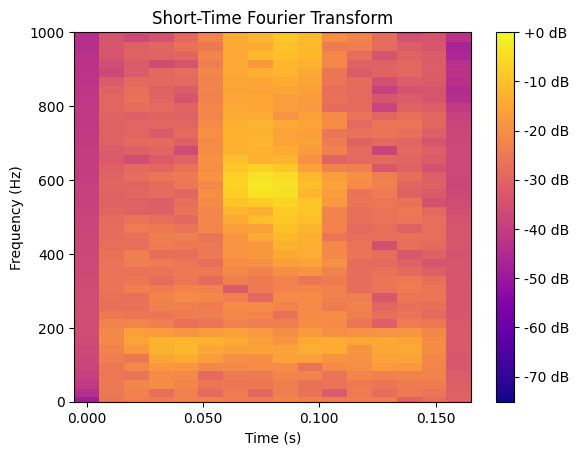 Short-Time Fourier Transform
1000
800
600
400
200
0
Frequency (Hz)
0.000
0.050
0.100
0.150
Time (s)
+0 dB
-10 dB
-20 dB
-30 dB
-40 dB
-50 dB
-60 dB
-70 dB